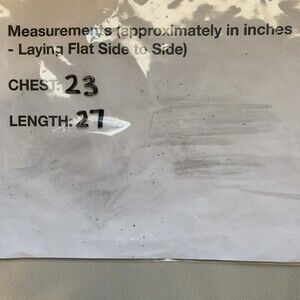 Measurements (approximately in inches
- Laying Flat Side to Side)
CHEST: 23
LENGTH: 27